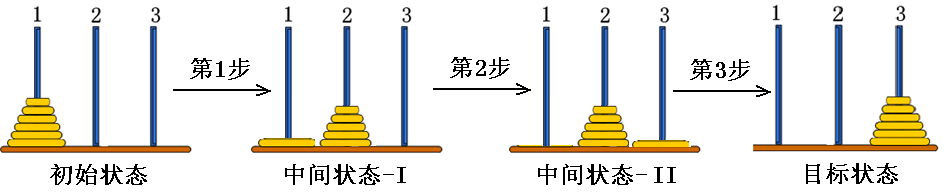 1 2 3
1 2 3
1 2 3
1 2 3
第1步
第2步
第3步
初始状态
中间状态-I
中间状态-II
目标状态